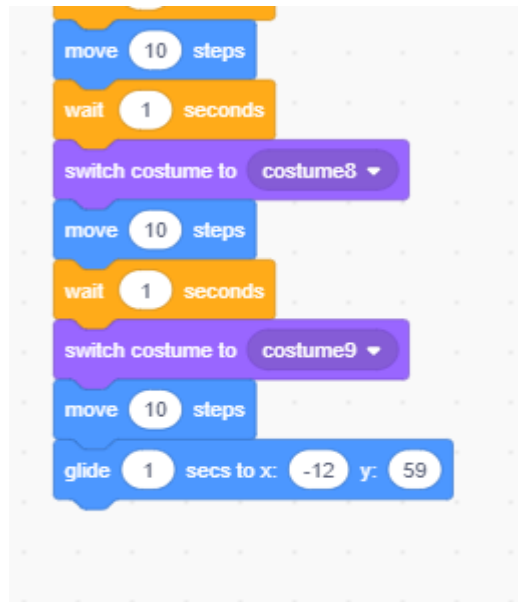 move 10 steps
wait 1 seconds
switch costume to costume8
move 10 steps
wait 1 seconds
switch costume to costume9
move 10 steps
glide 1 secs to x: -12 y: 59